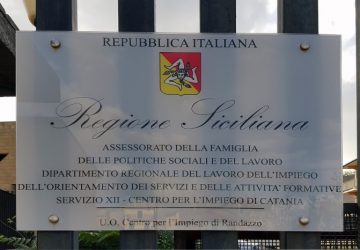 REPUBBLICA ITALIANA
Regione Siciliana
ASSESSORATO DELLA FAMIGLIA
DELLE POLITICHE SOCIALI E DEL LAVORO
DIPARTIMENTO REGIONALE DEL LAVORO DELL'IMPIEGO
DELL'ORIENTAMENTO DEI SERVIZI E DELLE ATTIVITA' FORMATIVE
SERVIZIO XII - CENTRO PER L'IMPIEGO DI CATANIA
U.O. Centro per l'Impiego di Randazzo